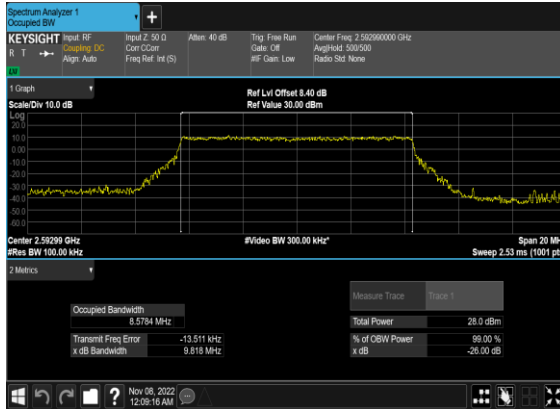 Spectrum Analyzer 1
Occupied BW
+
KEYSIGHT Input: RF Input Z: 50 Ω Atten: 40 dB Trig: Free Run Center Freq: 2.592990000 GHz
R T Coupling: DC Corr CCorr Gate: Off Avg|Hold: 500/500
Align: Auto Freq Ref: Int (S) #IF Gain: Low Radio Std: None
LXI
1 Graph
Ref Lvl Offset 8.40 dB
Scale/Div 10.0 dB Ref Value 30.00 dBm
Log
20.0
10.0
0.00
-10.0
-20.0
-30.0
-40.0
-50.0
-60.0
Center 2.59299 GHz #Video BW 300.00 kHz* Span 20 MH
#Res BW 100.00 kHz Sweep 2.53 ms (1001 pt
2 Metrics
Measure Trace Trace 1
Occupied Bandwidth
8.5784 MHz Total Power 28.0 dBm
Transmit Freq Error -13.511 kHz % of OBW Power 99.00 %
x dB Bandwidth 9.818 MHz x dB -26.00 dB
? Nov 08, 2022
12:09:16 AM